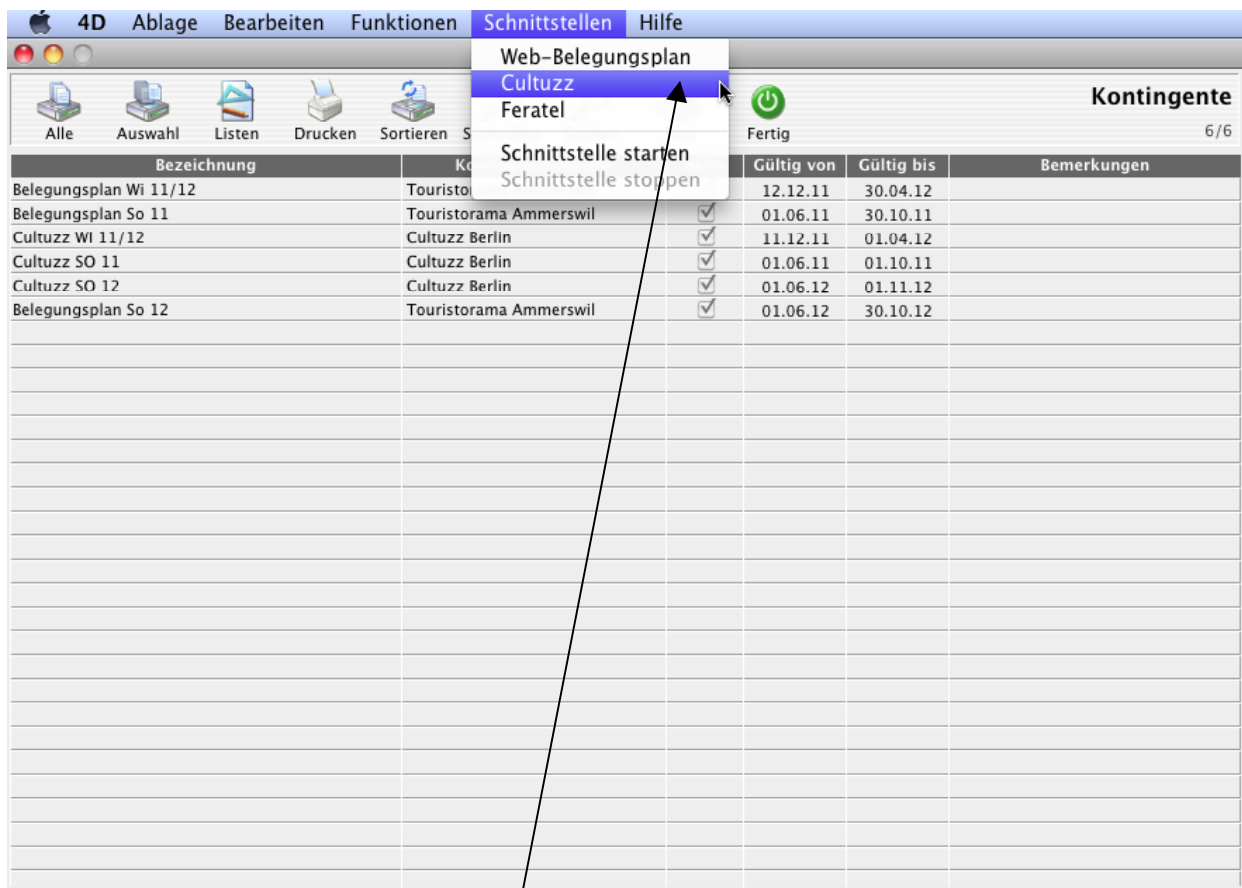 4D Ablage Bearbeiten Funktionen Schnittstellen Hilfe
Web-Belegungsplan
Cultuzz
Feratel
Schnittstelle starten
Schnittstelle stoppen
Kontingente
6/6
Alle Auswahl Listen Drucken Sortieren S Fertig
Bezeichnung Ko Gültig von Gültig bis Bemerkungen
Belegungsplan Wi 11/12 Touristo 12.12.11 30.04.12
Belegungsplan So 11 Touristorama Ammerswil 01.06.11 30.10.11
Cultuzz WI 11/12 Cultuzz Berlin 11.12.11 01.04.12
Cultuzz SO 11 Cultuzz Berlin 01.06.11 01.10.11
Cultuzz SO 12 Cultuzz Berlin 01.06.12 01.11.12
Belegungsplan So 12 Touristorama Ammerswil 01.06.12 30.10.12